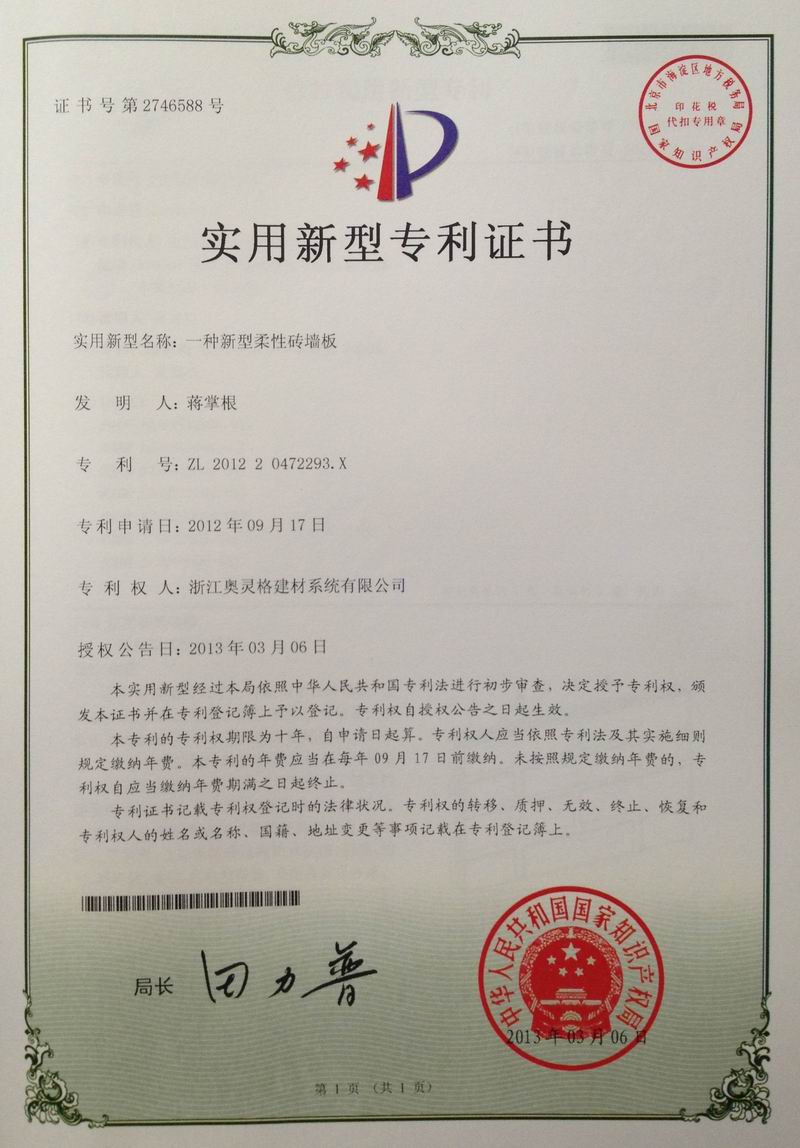 证书号第2746588号
北京市海淀区地方税务局
印花税
代扣专用章
国家知识产权局
实用新型专利证书
实用新型名称：一种新型柔性砖墙板
发明人：蒋掌根
专利号：ZL 2012 2 0472293.X
专利申请日：2012年09月17日
专利权人：浙江奥灵格建材系统有限公司
授权公告日：2013年03月06日
本实用新型经过本局依照中华人民共和国专利法进行初步审查，决定授予专利权，颁
发本证书并在专利登记簿上予以登记。专利权自授权公告之日起生效。
本专利的专利权期限为十年，自申请日起算。专利权人应当依照专利法及其实施细则
规定缴纳年费。本专利的年费应当在每年09月17日前缴纳。未按照规定缴纳年费的，专
利权自应当缴纳年费期满之日起终止。
专利证书记载专利权登记时的法律状况。专利权的转移、质押、无效、终止、恢复和
专利权人的姓名或名称、国籍、地址变更等事项记载在专利登记簿上。
局长
田力普
中华人民共和国国家知识产权局
2013年03月06日
第1页（共1页）